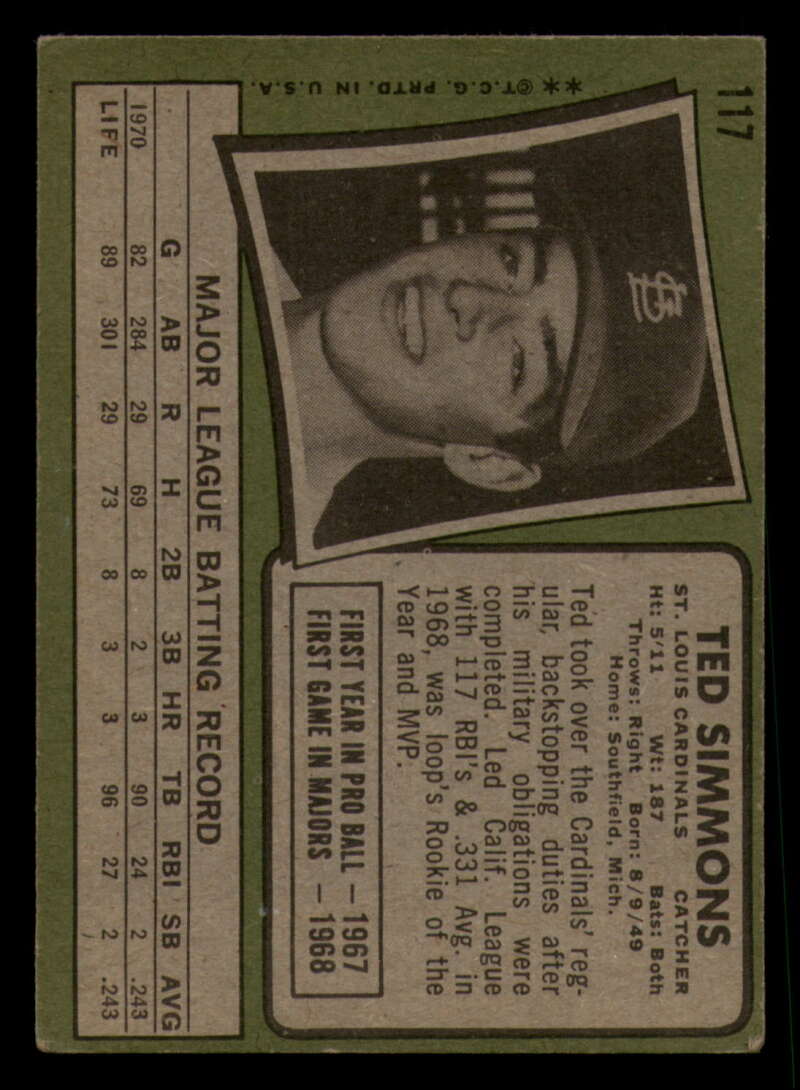 117
**©T.C.G. PRTD. IN U.S.A.
StL
TED SIMMONS
ST. LOUIS CARDINALS CATCHER
Ht: 5/11 Wt: 187 Bats: Both
Throws: Right Born: 8/9/49
Home: Southfield, Mich.
Ted took over the Cardinals' reg-
ular, backstopping duties after
his military obligations were
completed. Led Calif. League
with 117 RBI's & .331 Avg. in
1968, was loop's Rookie of the
Year and MVP.
FIRST YEAR IN PRO BALL — 1967
FIRST GAME IN MAJORS — 1968
MAJOR LEAGUE BATTING RECORD
G AB R H 2B 3B HR TB RBI SB AVG
1970 82 284 29 69 8 2 3 90 24 2 .243
LIFE 89 301 29 73 8 3 3 96 27 2 .243